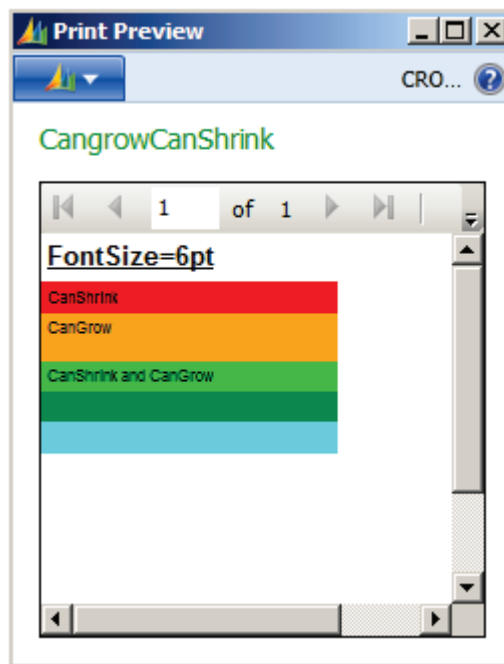 Print Preview
CRO...
CangrowCanShrink
1 of 1
FontSize=6pt
CanShrink
CanGrow
CanShrink and CanGrow